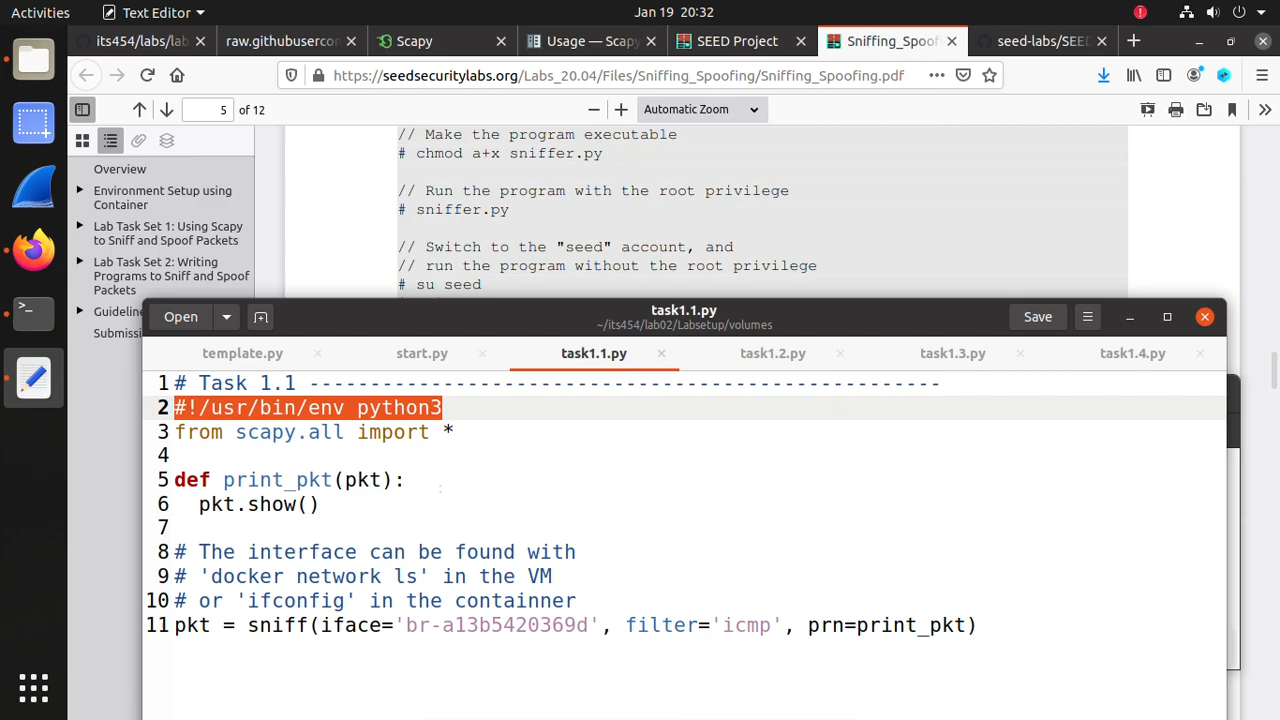 Activities
Text Editor
Jan 19 20:32
its454/labs/lab
raw.githubusercon
Scapy
Usage — Scapy
SEED Project
Sniffing_Spoof
seed-labs/SEED
https://seedsecuritylabs.org/Labs_20.04/Files/Sniffing_Spoofing/Sniffing_Spoofing.pdf
5 of 12
Automatic Zoom
Overview
Environment Setup using
Container
Lab Task Set 1: Using Scapy
to Sniff and Spoof Packets
Lab Task Set 2: Writing
Programs to Sniff and Spoof
Packets
Guideline
Submissi
// Make the program executable
# chmod a+x sniffer.py
// Run the program with the root privilege
# sniffer.py
// Switch to the "seed" account, and
// run the program without the root privilege
# su seed
Open
task1.1.py
~/its454/lab02/Labsetup/volumes
Save
template.py
start.py
task1.1.py
task1.2.py
task1.3.py
task1.4.py
1 # Task 1.1 ----------------------------------------------------
2 #!/usr/bin/env python3
3 from scapy.all import *
4
5 def print_pkt(pkt):
6   pkt.show()
7
8 # The interface can be found with
9 # 'docker network ls' in the VM
10 # or 'ifconfig' in the containner
11 pkt = sniff(iface='br-a13b5420369d', filter='icmp', prn=print_pkt)